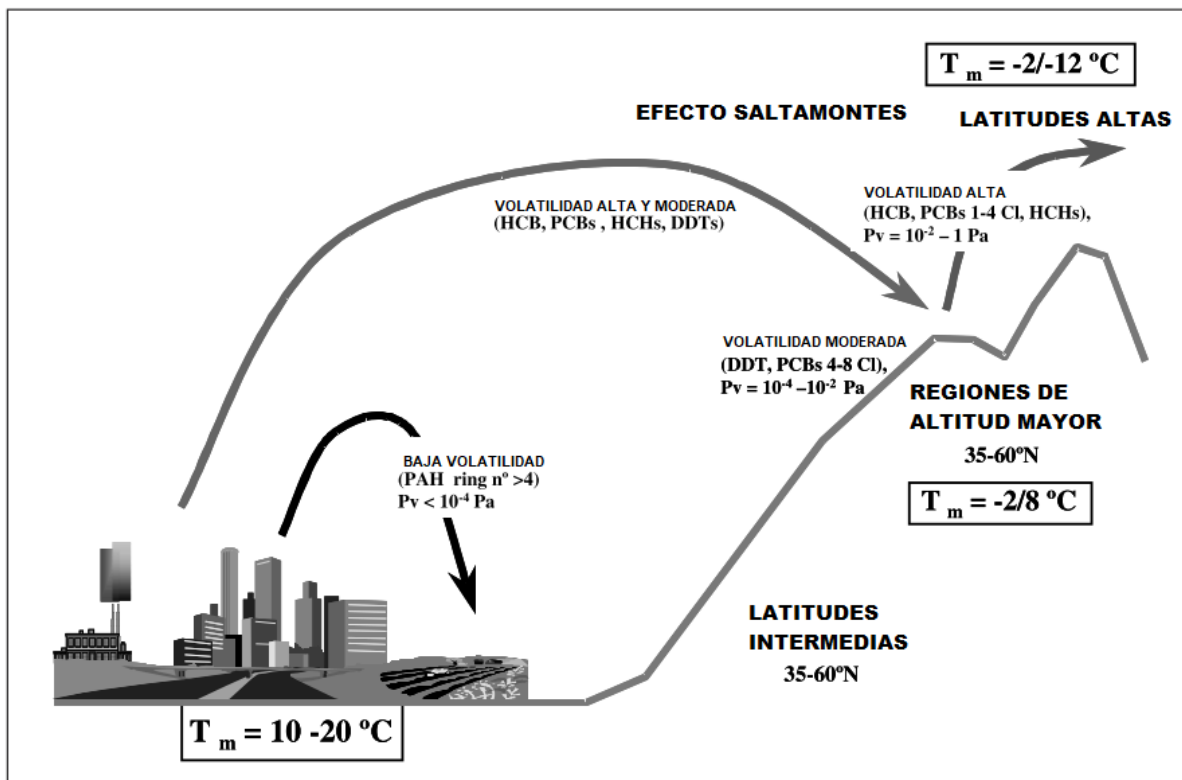 T m = -2/-12 ºC
EFECTO SALTAMONTES
LATITUDES ALTAS
VOLATILIDAD ALTA Y MODERADA
(HCB, PCBs , HCHs, DDTs)
VOLATILIDAD ALTA
(HCB, PCBs 1-4 Cl, HCHs),
Pv = 10⁻² – 1 Pa
VOLATILIDAD MODERADA
(DDT, PCBs 4-8 Cl),
Pv = 10⁻⁴ –10⁻² Pa
REGIONES DE
ALTITUD MAYOR
35-60ºN
T m = -2/8 ºC
BAJA VOLATILIDAD
(PAH ring nº >4)
Pv < 10⁻⁴ Pa
LATITUDES
INTERMEDIAS
35-60ºN
T m = 10 -20 ºC